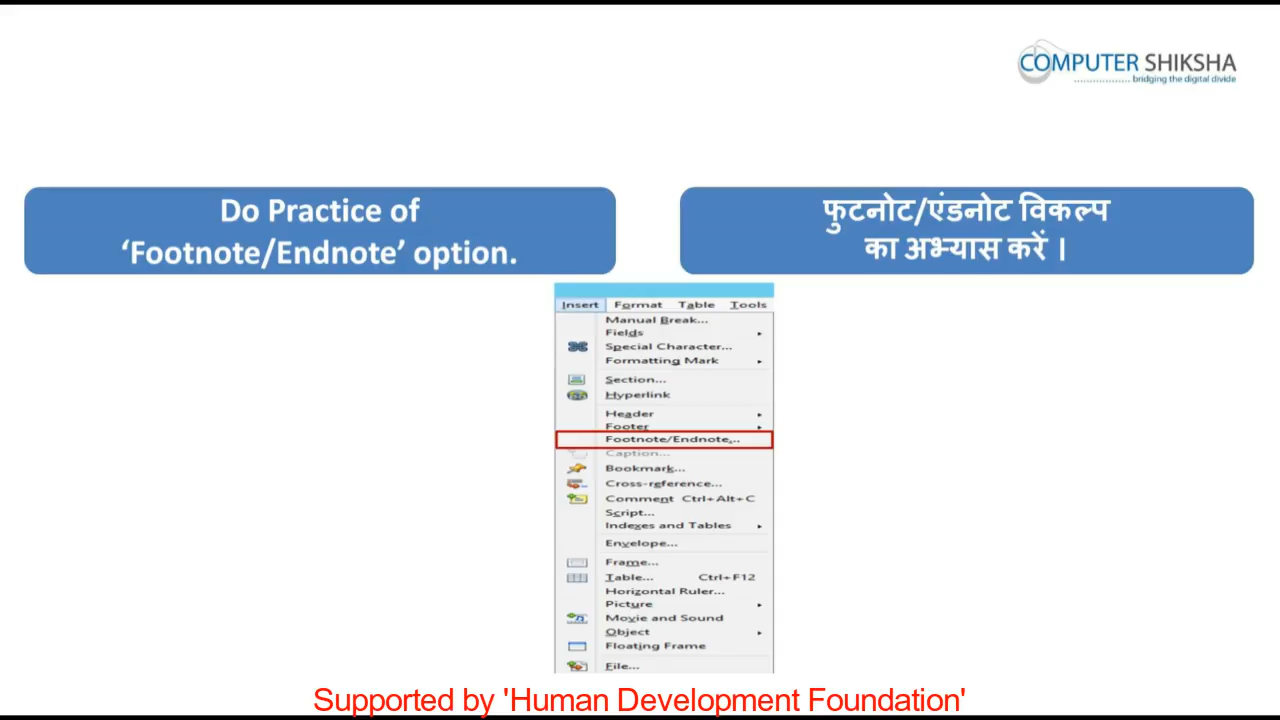 COMPUTER SHIKSHA
bridging the digital divide
Do Practice of
‘Footnote/Endnote’ option.
फुटनोट/एंडनोट विकल्प
का अभ्यास करें ।
Insert Format Table Tools
Manual Break...
Fields
Special Character...
Formatting Mark
Section...
Hyperlink
Header
Footer
Footnote/Endnote...
Caption...
Bookmark...
Cross-reference...
Comment Ctrl+Alt+C
Script...
Indexes and Tables
Envelope...
Frame...
Table... Ctrl+F12
Horizontal Ruler...
Picture
Movie and Sound
Object
Floating Frame
File...
Supported by 'Human Development Foundation'